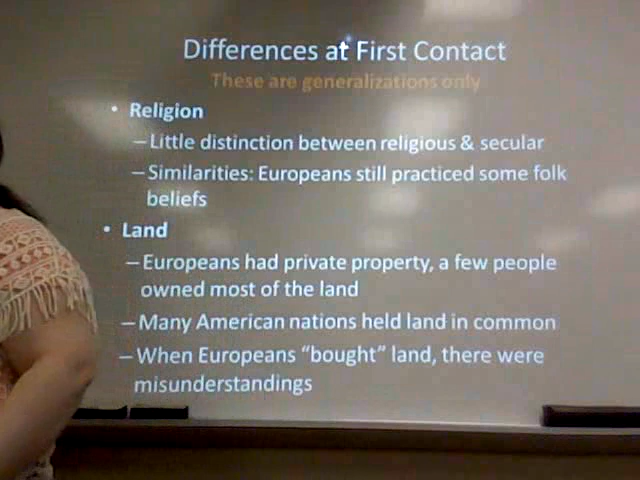 Differences at First Contact
These are generalizations only
• Religion
–Little distinction between religious & secular
–Similarities: Europeans still practiced some folk
beliefs
• Land
–Europeans had private property, a few people
owned most of the land
–Many American nations held land in common
–When Europeans “bought” land, there were
misunderstandings